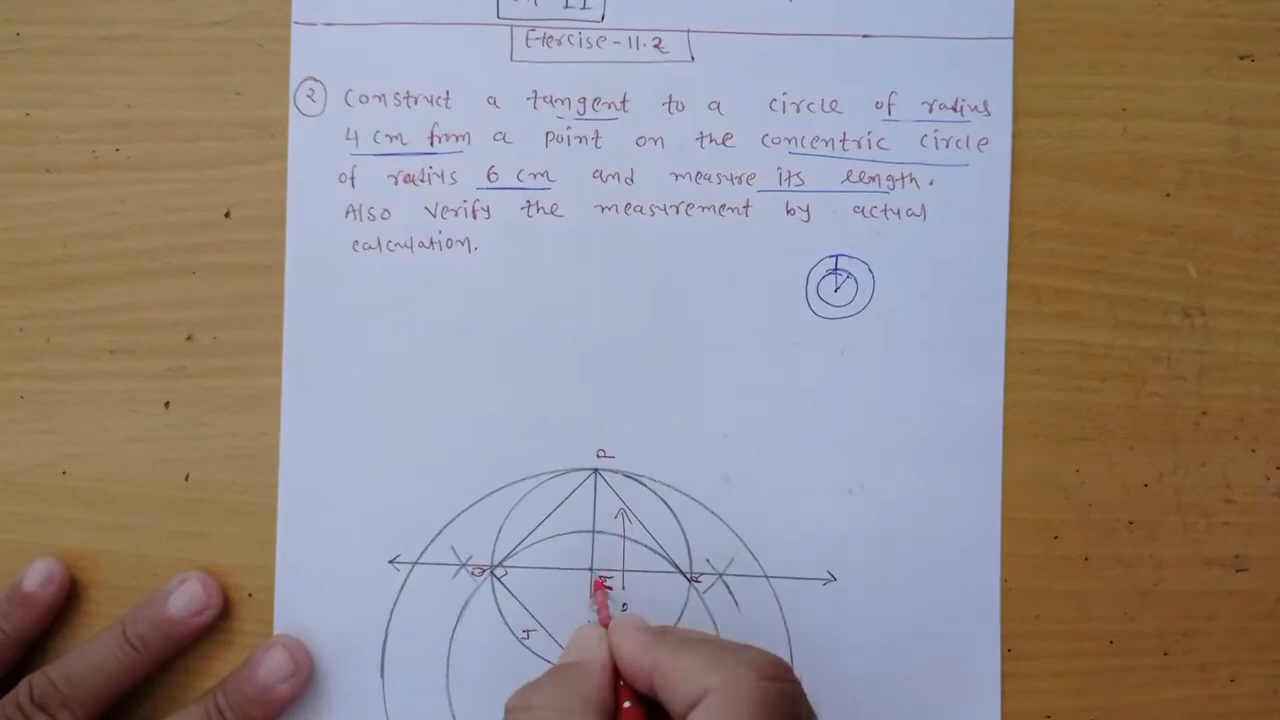 Exercise - 11.2
2 Construct a tangent to a circle of radius
4 cm from a point on the concentric circle
of radius 6 cm and measure its length.
Also verify the measurement by actual
calculation.
P
Q
M
R
4